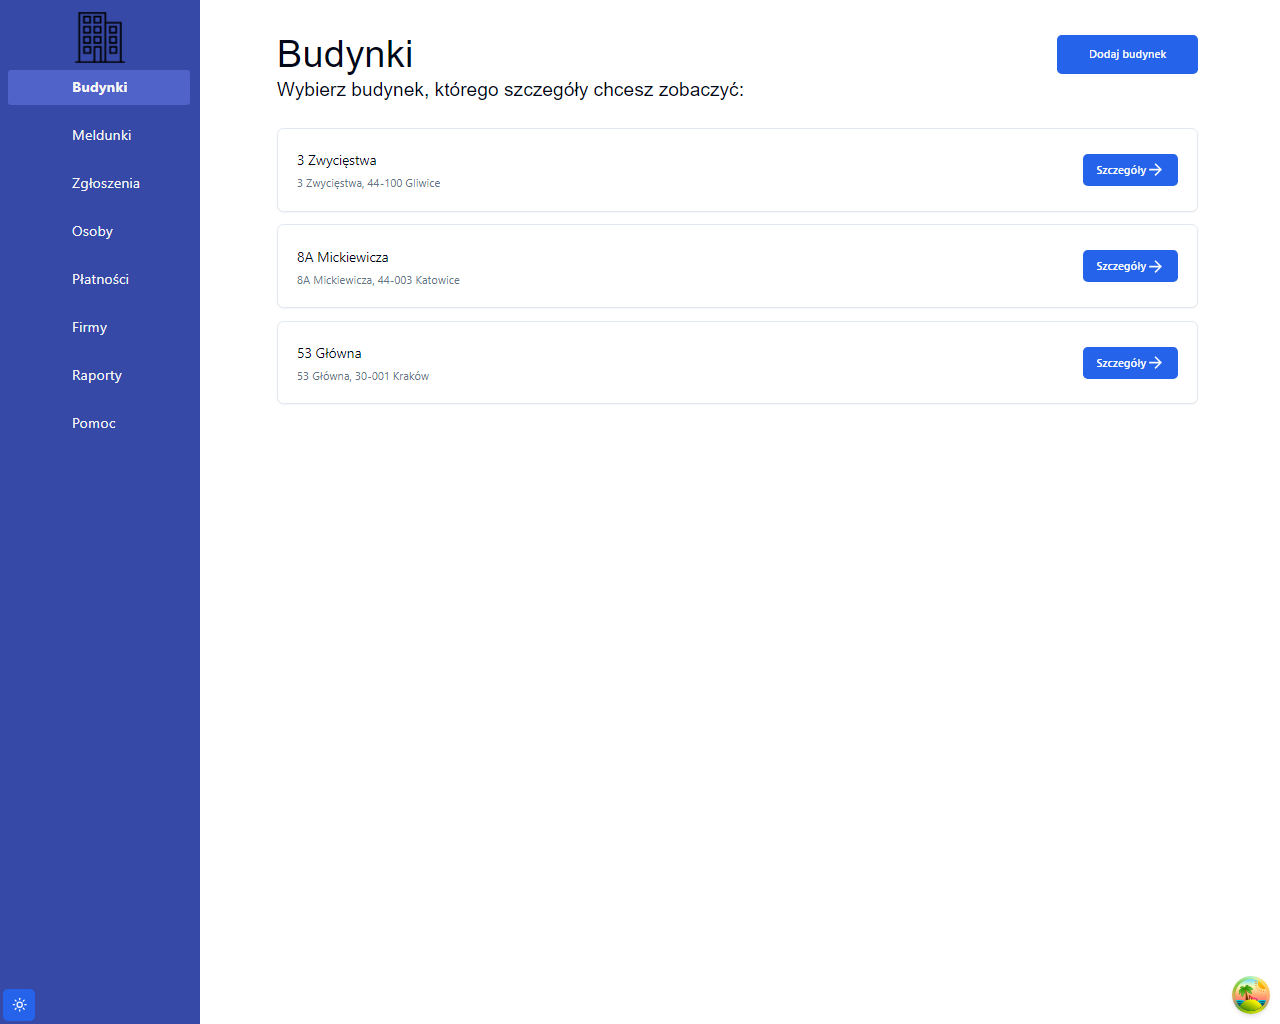 Budynki
Meldunki
Zgłoszenia
Osoby
Płatności
Firmy
Raporty
Pomoc
Budynki
Dodaj budynek
Wybierz budynek, którego szczegóły chcesz zobaczyć:
3 Zwycięstwa
3 Zwycięstwa, 44-100 Gliwice
Szczegóły
8A Mickiewicza
8A Mickiewicza, 44-003 Katowice
Szczegóły
53 Główna
53 Główna, 30-001 Kraków
Szczegóły